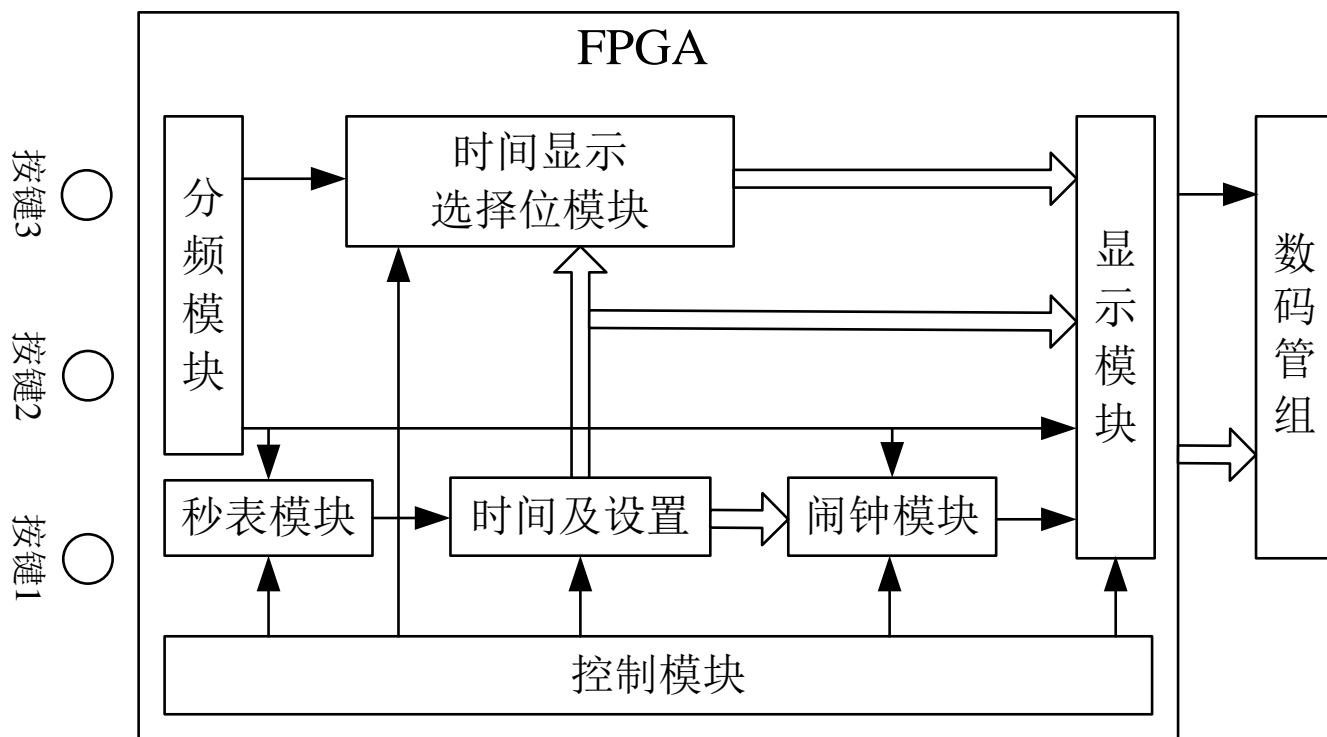 FPGA
按键3
按键2
按键1
分频模块
时间显示
选择位模块
显示模块
数码管组
秒表模块
时间及设置
闹钟模块
控制模块